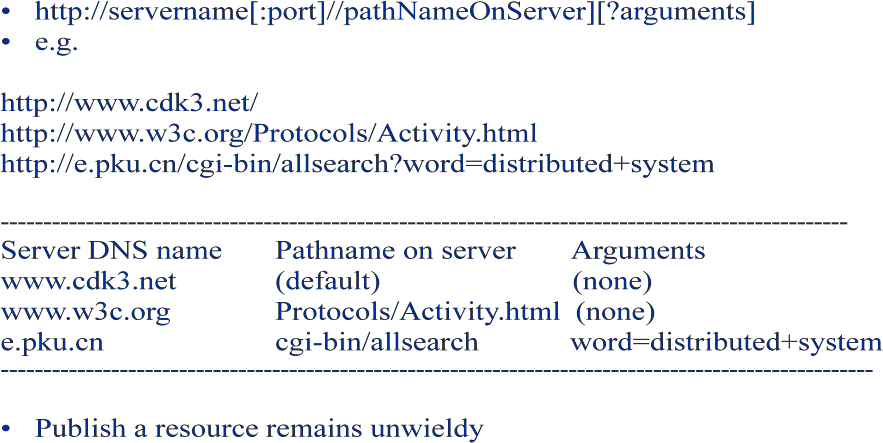 • http://servername[:port]//pathNameOnServer][?arguments]
• e.g.
http://www.cdk3.net/
http://www.w3c.org/Protocols/Activity.html
http://e.pku.cn/cgi-bin/allsearch?word=distributed+system
----------------------------------------------------------------------------------------------------
Server DNS name Pathname on server Arguments
www.cdk3.net (default) (none)
www.w3c.org Protocols/Activity.html (none)
e.pku.cn cgi-bin/allsearch word=distributed+system
-------------------------------------------------------------------------------------------------------
• Publish a resource remains unwieldy